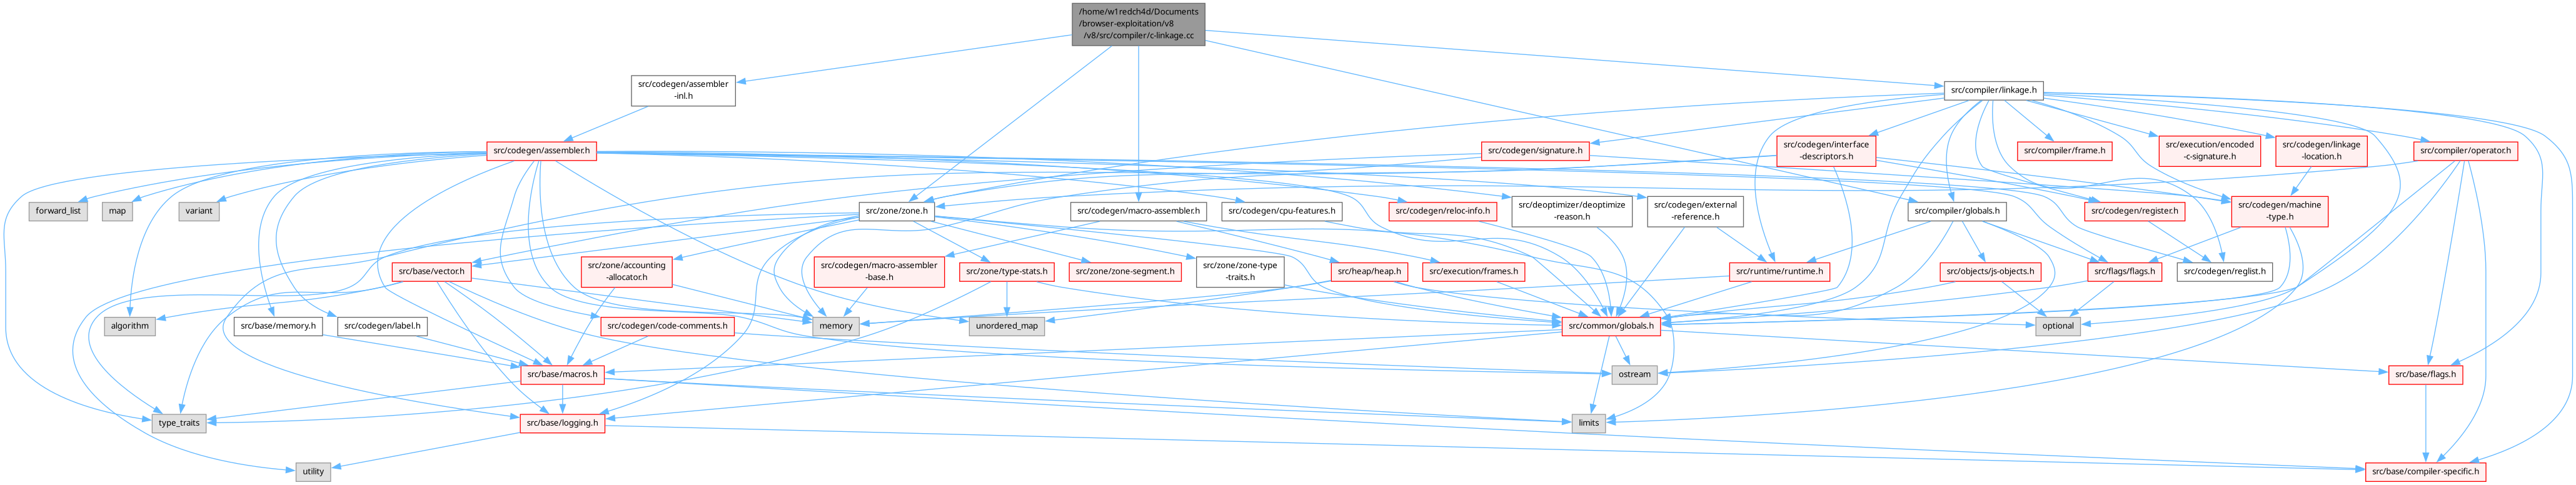 /home/w1redch4d/Documents
/browser-exploitation/v8
/v8/src/compiler/c-linkage.cc
src/codegen/assembler
-inl.h
src/compiler/linkage.h
src/codegen/assembler.h
src/codegen/signature.h
src/codegen/interface
-descriptors.h
src/compiler/frame.h
src/execution/encoded
-c-signature.h
src/codegen/linkage
-location.h
src/compiler/operator.h
forward_list
map
variant
src/zone/zone.h
src/codegen/macro-assembler.h
src/codegen/cpu-features.h
src/codegen/reloc-info.h
src/deoptimizer/deoptimize
-reason.h
src/codegen/external
-reference.h
src/compiler/globals.h
src/codegen/register.h
src/codegen/machine
-type.h
src/base/vector.h
src/zone/accounting
-allocator.h
src/codegen/macro-assembler
-base.h
src/zone/type-stats.h
src/zone/zone-segment.h
src/zone/zone-type
-traits.h
src/heap/heap.h
src/execution/frames.h
src/runtime/runtime.h
src/objects/js-objects.h
src/flags/flags.h
src/codegen/reglist.h
algorithm
src/base/memory.h
src/codegen/label.h
src/codegen/code-comments.h
memory
unordered_map
src/common/globals.h
optional
src/base/macros.h
ostream
src/base/flags.h
type_traits
src/base/logging.h
limits
utility
src/base/compiler-specific.h